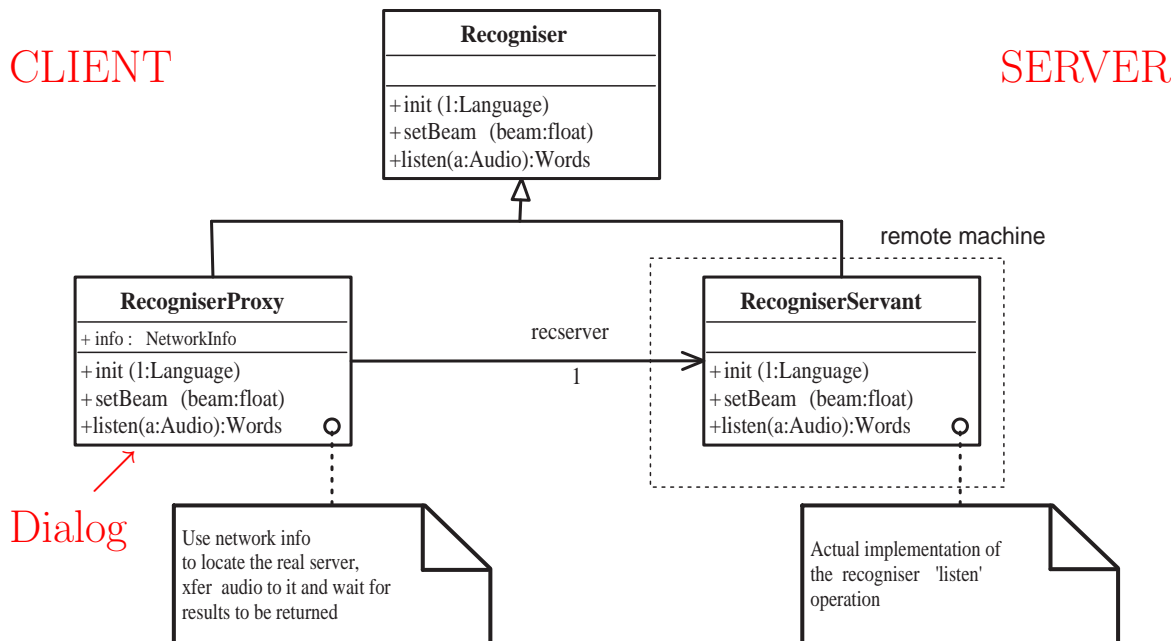 Recogniser
CLIENT
SERVER
+init (l:Language)
+setBeam (beam:float)
+listen(a:Audio):Words
remote machine
RecogniserProxy
+ info : NetworkInfo
+init (l:Language)
+setBeam (beam:float)
+listen(a:Audio):Words
recserver
1
RecogniserServant
+init (l:Language)
+setBeam (beam:float)
+listen(a:Audio):Words
Dialog
Use network info
to locate the real server,
xfer audio to it and wait for
results to be returned
Actual implementation of
the recogniser 'listen'
operation